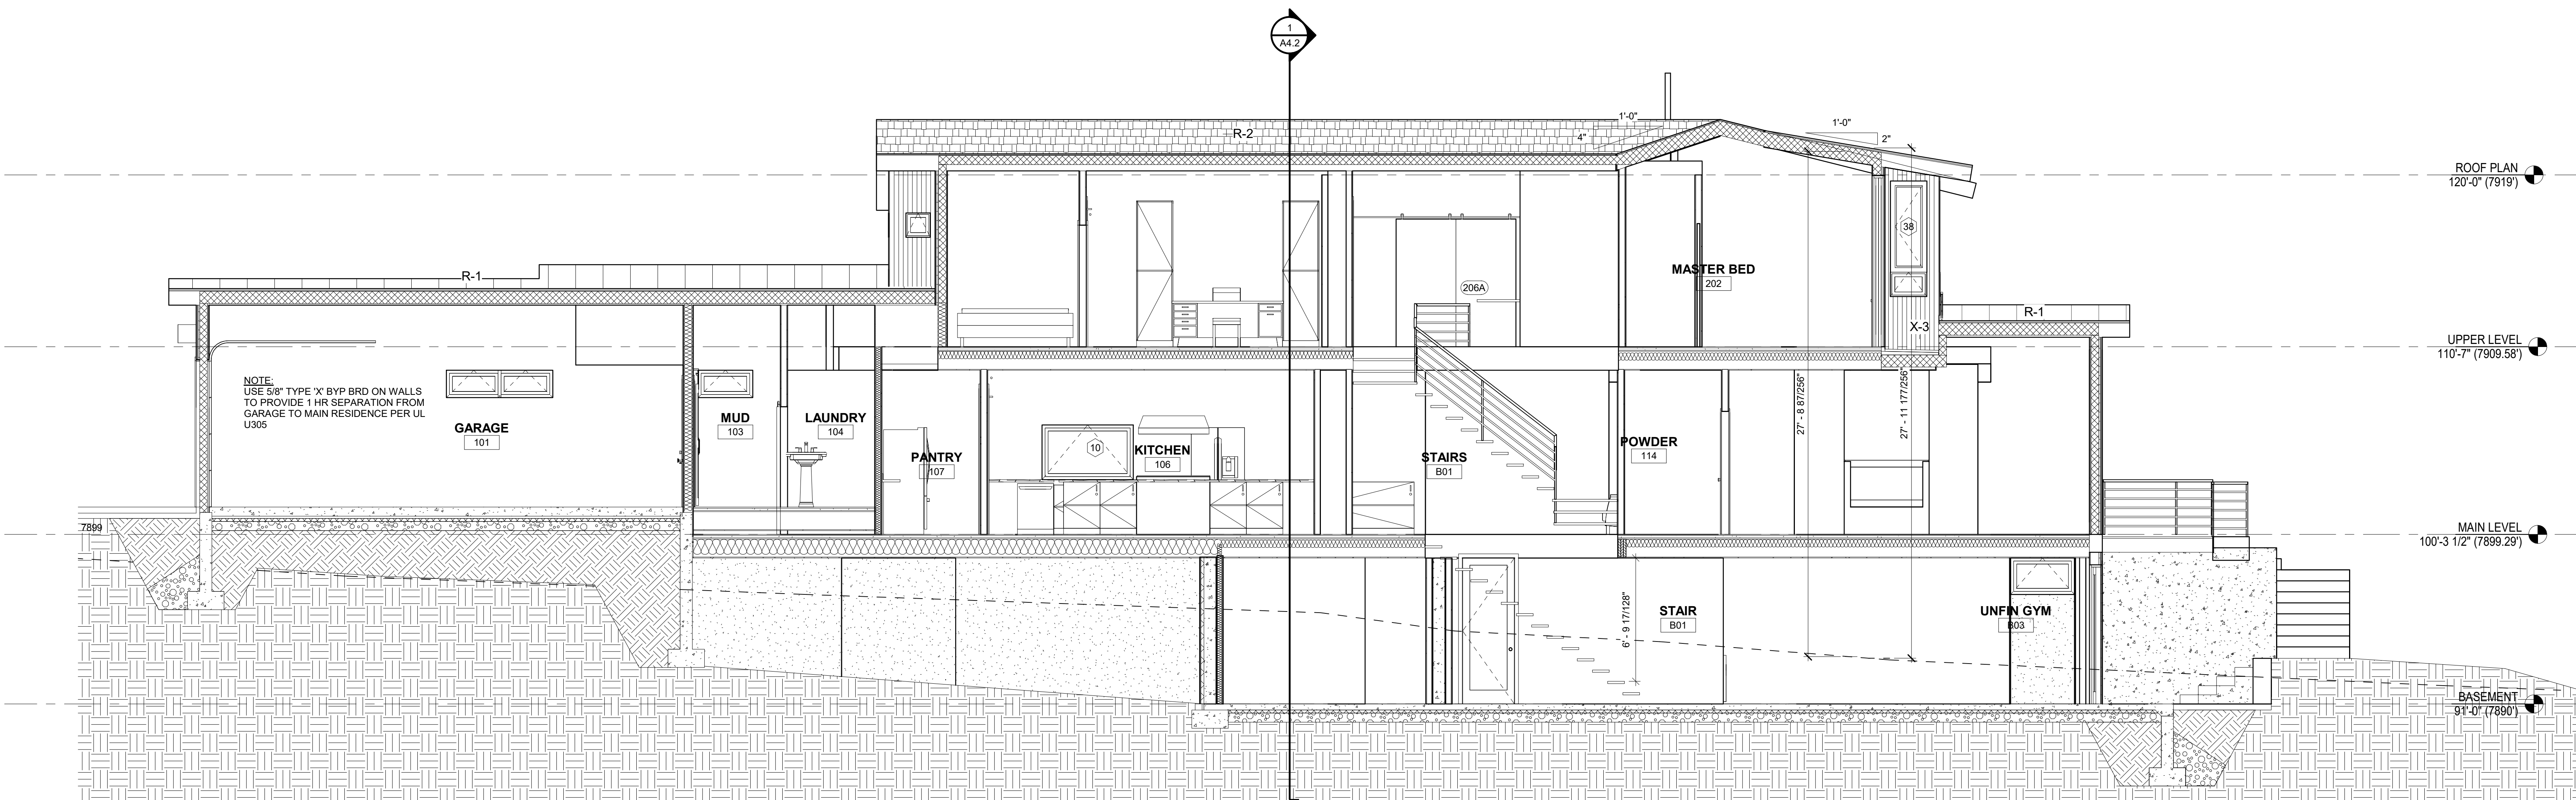 1
A4.2
R-2
1'-0"
4"
1'-0"
2"
ROOF PLAN
120'-0" (7919')
38
R-1
MASTER BED
202
206A
R-1
X-3
UPPER LEVEL
110'-7" (7909.58')
NOTE:
USE 5/8" TYPE 'X' BYP BRD ON WALLS
TO PROVIDE 1 HR SEPARATION FROM
GARAGE TO MAIN RESIDENCE PER UL
U305
GARAGE
101
MUD
103
LAUNDRY
104
PANTRY
107
10
KITCHEN
106
STAIRS
B01
POWDER
114
27' - 8 87/256"
27' - 11 177/256"
7899
MAIN LEVEL
100'-3 1/2" (7899.29')
6' - 9 17/128"
STAIR
B01
UNFIN GYM
B03
BASEMENT
91'-0" (7890')